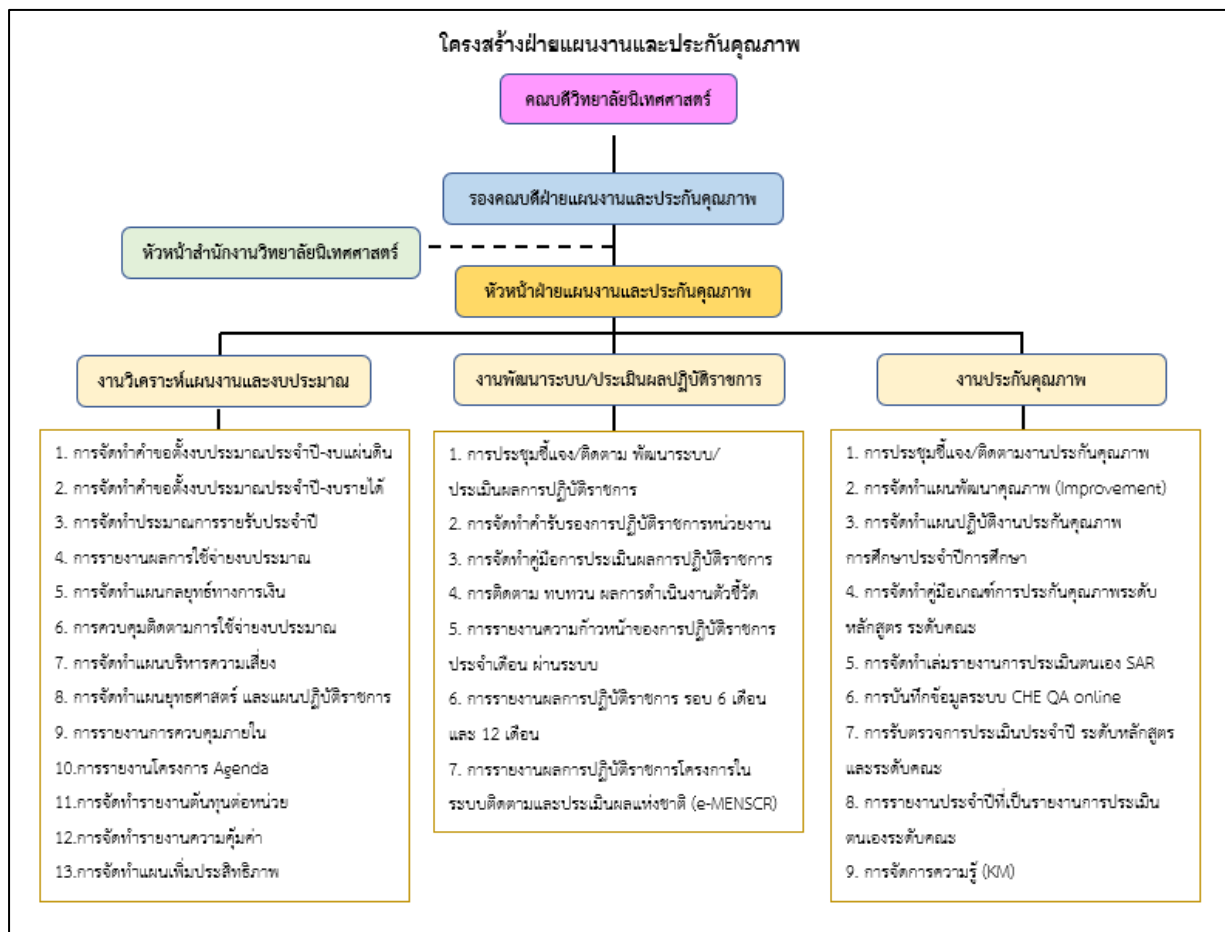 โครงสร้างฝ่ายแผนงานและประกันคุณภาพ
คณบดีวิทยาลัยนิเทศศาสตร์
รองคณบดีฝ่ายแผนงานและประกันคุณภาพ
หัวหน้าสำนักงานวิทยาลัยนิเทศศาสตร์
หัวหน้าฝ่ายแผนงานและประกันคุณภาพ
งานวิเคราะห์แผนงานและงบประมาณ
1. การจัดทำคำขอตั้งงบประมาณประจำปี-งบแผ่นดิน
2. การจัดทำคำขอตั้งงบประมาณประจำปี-งบรายได้
3. การจัดทำประมาณการรายรับประจำปี
4. การรายงานผลการใช้จ่ายงบประมาณ
5. การจัดทำแผนกลยุทธ์ทางการเงิน
6. การควบคุมติดตามการใช้จ่ายงบประมาณ
7. การจัดทำแผนบริหารความเสี่ยง
8. การจัดทำแผนยุทธศาสตร์ และแผนปฏิบัติราชการ
9. การรายงานการควบคุมภายใน
10.การรายงานโครงการ Agenda
11.การจัดทำรายงานต้นทุนต่อหน่วย
12.การจัดทำรายงานความคุ้มค่า
13.การจัดทำแผนเพิ่มประสิทธิภาพ
งานพัฒนาระบบ/ประเมินผลปฏิบัติราชการ
1. การประชุมชี้แจง/ติดตาม พัฒนาระบบ/
ประเมินผลการปฏิบัติราชการ
2. การจัดทำคำรับรองการปฏิบัติราชการหน่วยงาน
3. การจัดทำคู่มือการประเมินผลการปฏิบัติราชการ
4. การติดตาม ทบทวน ผลการดำเนินงานตัวชี้วัด
5. การรายงานความก้าวหน้าของการปฏิบัติราชการ
ประจำเดือน ผ่านระบบ
6. การรายงานผลการปฏิบัติราชการ รอบ 6 เดือน
และ 12 เดือน
7. การรายงานผลการปฏิบัติราชการโครงการใน
ระบบติดตามและประเมินผลแห่งชาติ (e-MENSCR)
งานประกันคุณภาพ
1. การประชุมชี้แจง/ติดตามงานประกันคุณภาพ
2. การจัดทำแผนพัฒนาคุณภาพ (Improvement)
3. การจัดทำแผนปฏิบัติงานประกันคุณภาพ
การศึกษาประจำปีการศึกษา
4. การจัดทำคู่มือเกณฑ์การประกันคุณภาพระดับ
หลักสูตร ระดับคณะ
5. การจัดทำเล่มรายงานการประเมินตนเอง SAR
6. การบันทึกข้อมูลระบบ CHE QA online
7. การรับตรวจการประเมินประจำปี ระดับหลักสูตร
และระดับคณะ
8. การรายงานประจำปีที่เป็นรายงานการประเมิน
ตนเองระดับคณะ
9. การจัดการความรู้ (KM)